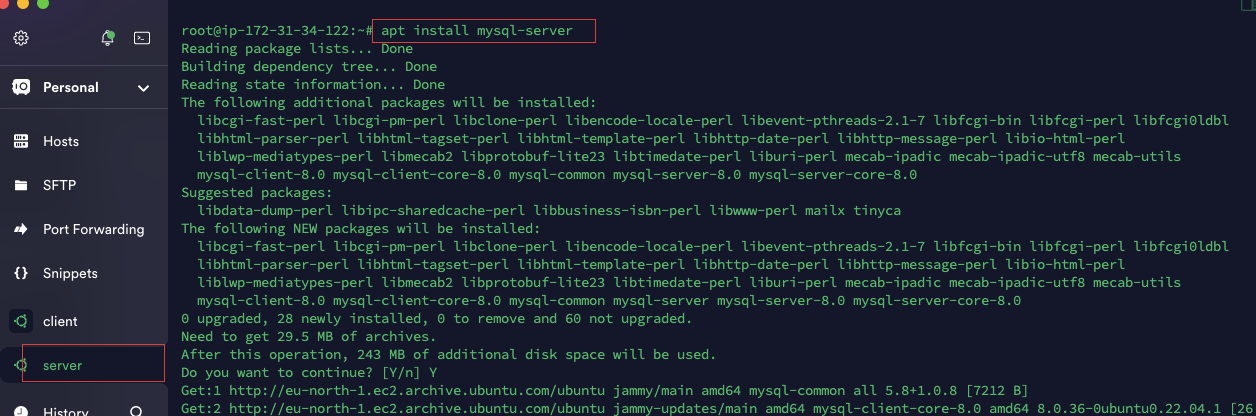 Personal
Hosts
SFTP
Port Forwarding
Snippets
client
server
History
root@ip-172-31-34-122:~# apt install mysql-server
Reading package lists... Done
Building dependency tree... Done
Reading state information... Done
The following additional packages will be installed:
  libcgi-fast-perl libcgi-pm-perl libclone-perl libencode-locale-perl libevent-pthreads-2.1-7 libfcgi-bin libfcgi-perl libfcgi0ldbl
  libhtml-parser-perl libhtml-tagset-perl libhtml-template-perl libhttp-date-perl libhttp-message-perl libio-html-perl
  liblwp-mediatypes-perl libmecab2 libprotobuf-lite23 libtimedate-perl liburi-perl mecab-ipadic mecab-ipadic-utf8 mecab-utils
  mysql-client-8.0 mysql-client-core-8.0 mysql-common mysql-server-8.0 mysql-server-core-8.0
Suggested packages:
  libdata-dump-perl libipc-sharedcache-perl libbusiness-isbn-perl libwww-perl mailx tinyca
The following NEW packages will be installed:
  libcgi-fast-perl libcgi-pm-perl libclone-perl libencode-locale-perl libevent-pthreads-2.1-7 libfcgi-bin libfcgi-perl libfcgi0ldbl
  libhtml-parser-perl libhtml-tagset-perl libhtml-template-perl libhttp-date-perl libhttp-message-perl libio-html-perl
  liblwp-mediatypes-perl libmecab2 libprotobuf-lite23 libtimedate-perl liburi-perl mecab-ipadic mecab-ipadic-utf8 mecab-utils
  mysql-client-8.0 mysql-client-core-8.0 mysql-common mysql-server mysql-server-8.0 mysql-server-core-8.0
0 upgraded, 28 newly installed, 0 to remove and 60 not upgraded.
Need to get 29.5 MB of archives.
After this operation, 243 MB of additional disk space will be used.
Do you want to continue? [Y/n] Y
Get:1 http://eu-north-1.ec2.archive.ubuntu.com/ubuntu jammy/main amd64 mysql-common all 5.8+1.0.8 [7212 B]
Get:2 http://eu-north-1.ec2.archive.ubuntu.com/ubuntu jammy-updates/main amd64 mysql-client-core-8.0 amd64 8.0.36-0ubuntu0.22.04.1 [26